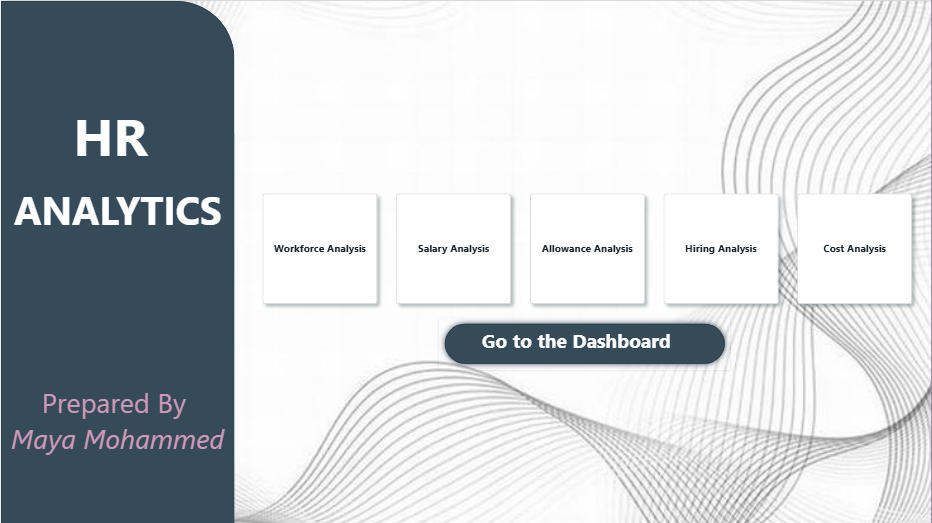 HR
ANALYTICS
Prepared By
Maya Mohammed
Workforce Analysis
Salary Analysis
Allowance Analysis
Hiring Analysis
Cost Analysis
Go to the Dashboard